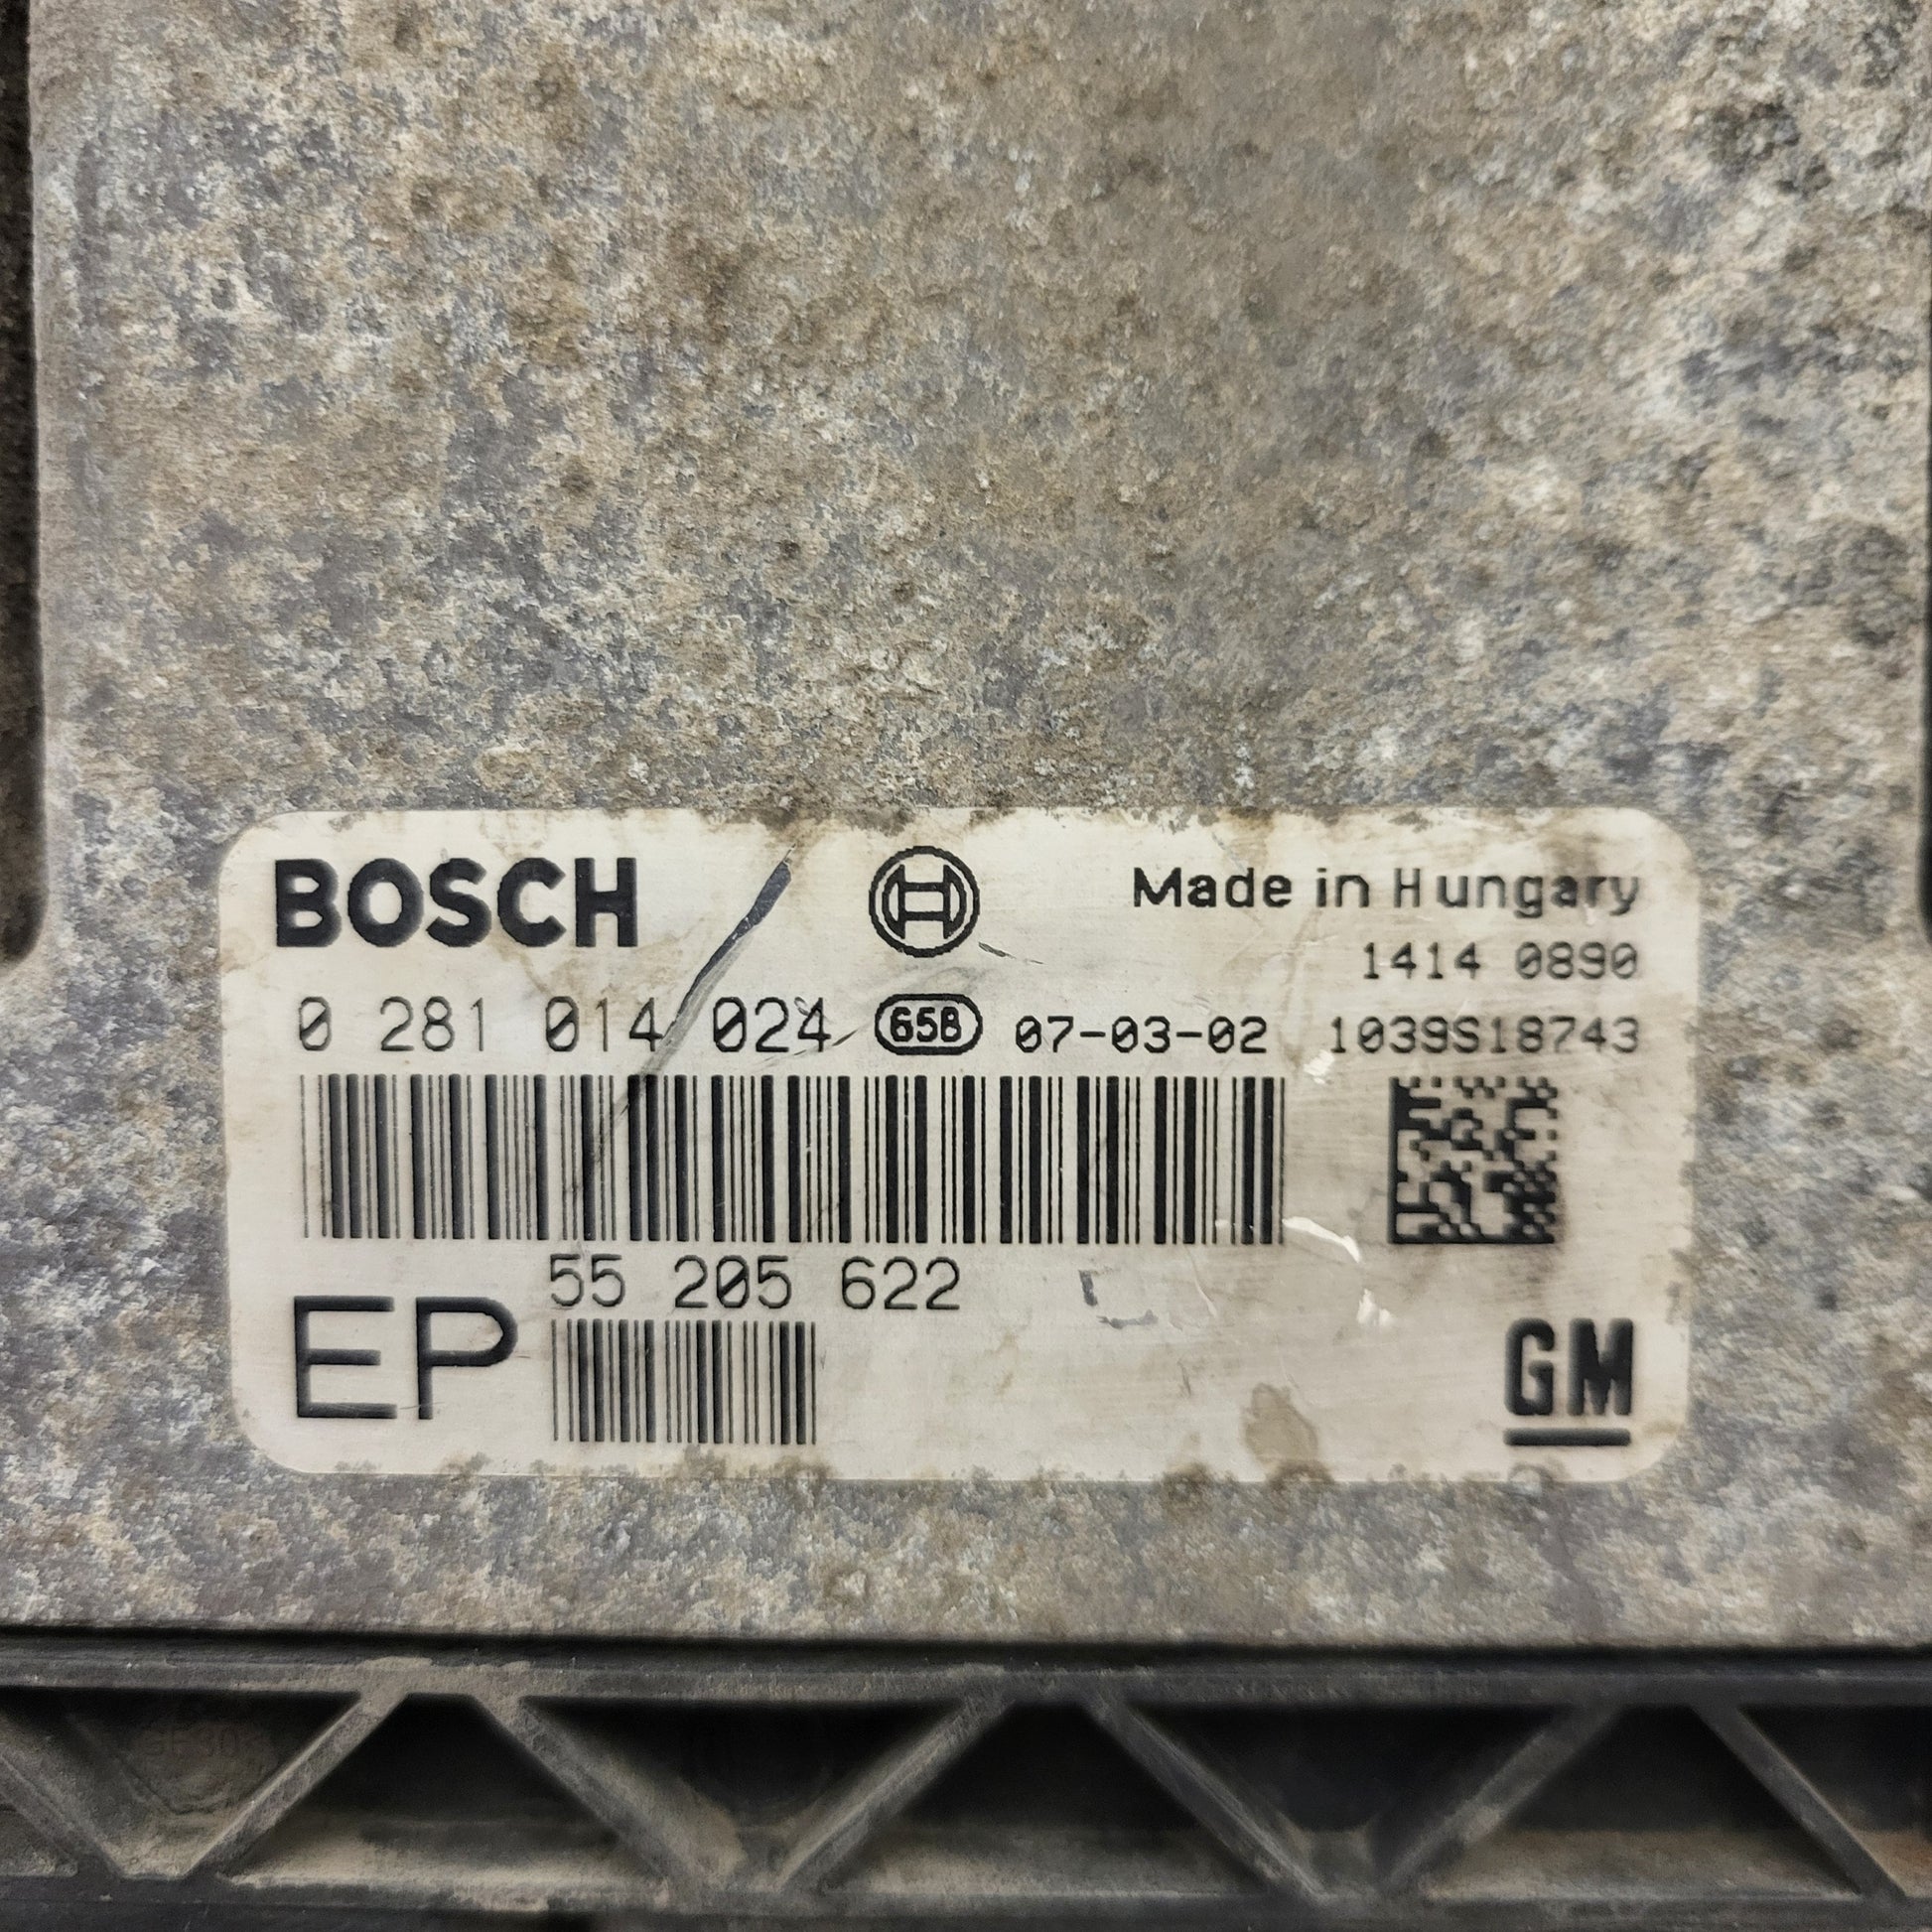 BOSCH
Made in Hungary
1414 0890
0 281 014 024 65B 07-03-02 1039S18743
55 205 622
EP
GM